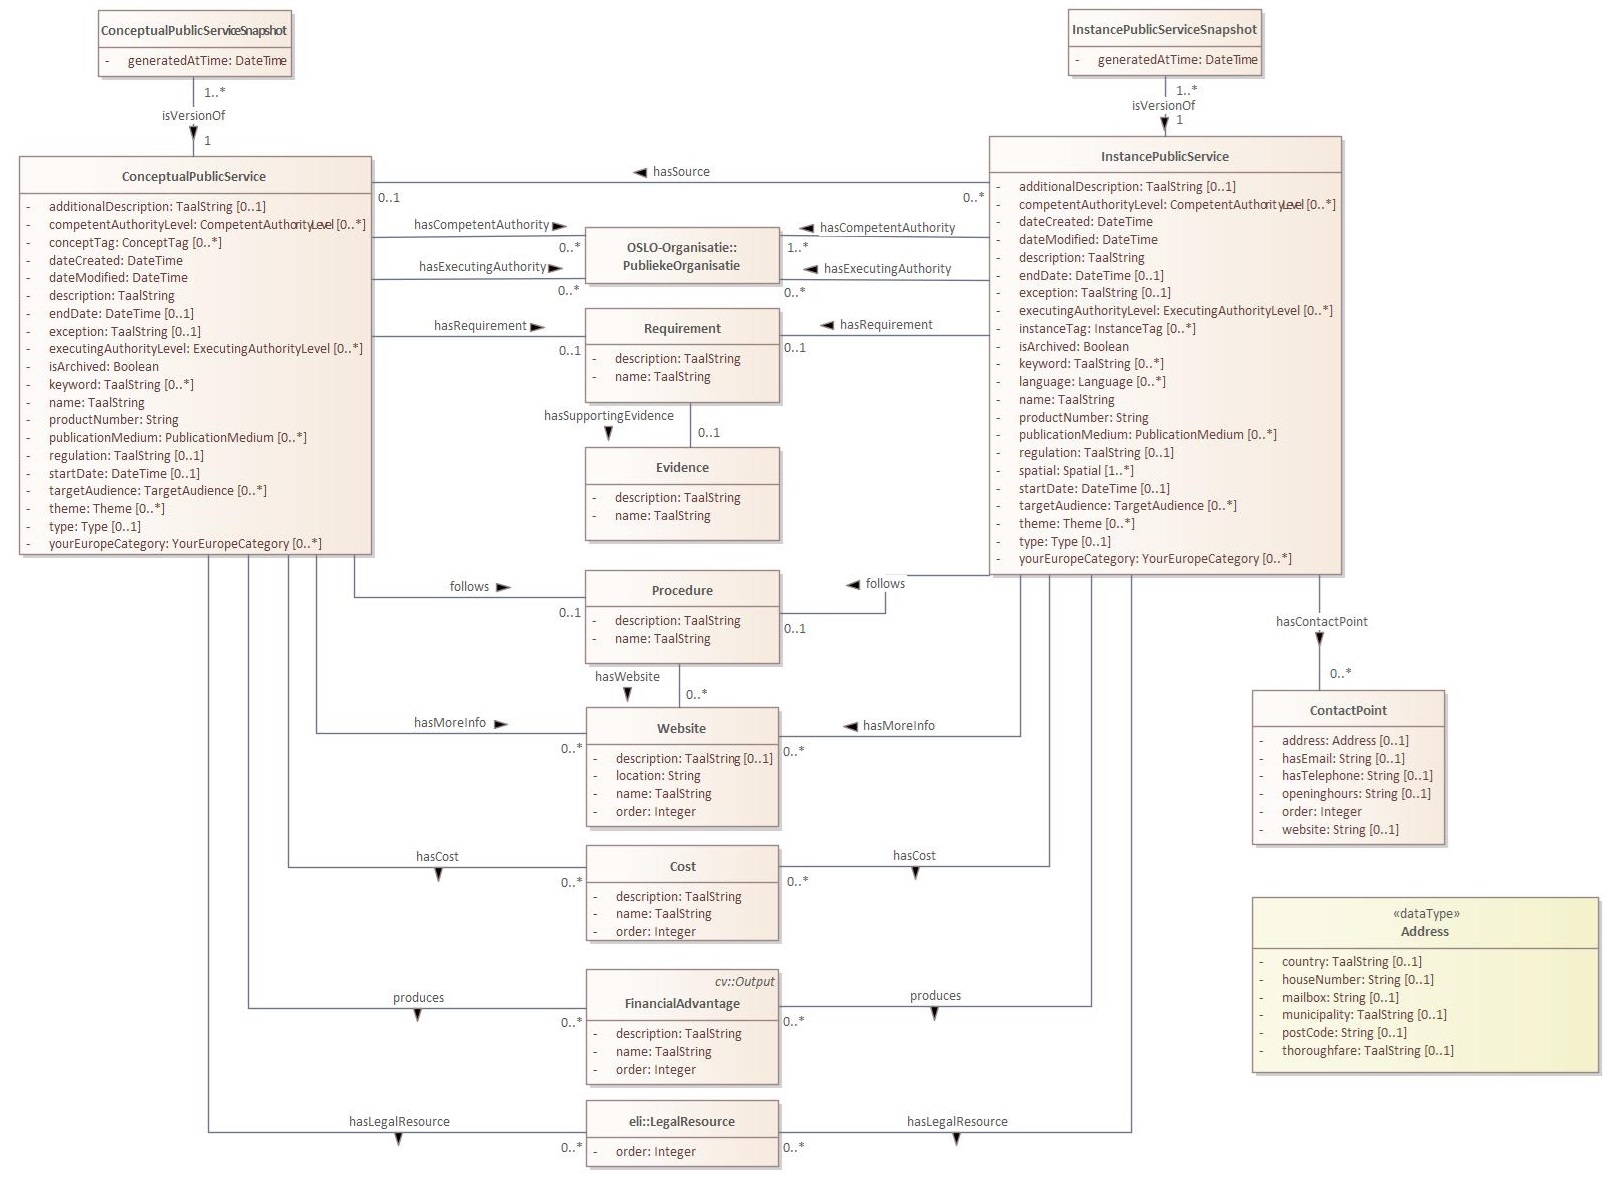 ConceptualPublicServiceSnapshot
- generatedAtTime: DateTime
1..*
isVersionOf
1
InstancePublicServiceSnapshot
- generatedAtTime: DateTime
1..*
isVersionOf
1
ConceptualPublicService
- additionalDescription: TaalString [0..1]
- competentAuthorityLevel: CompetentAuthorityLevel [0..*]
- conceptTag: ConceptTag [0..*]
- dateCreated: DateTime
- dateModified: DateTime
- description: TaalString
- endDate: DateTime [0..1]
- exception: TaalString [0..1]
- executingAuthorityLevel: ExecutingAuthorityLevel [0..*]
- isArchived: Boolean
- keyword: TaalString [0..*]
- name: TaalString
- productNumber: String
- publicationMedium: PublicationMedium [0..*]
- regulation: TaalString [0..1]
- startDate: DateTime [0..1]
- targetAudience: TargetAudience [0..*]
- theme: Theme [0..*]
- type: Type [0..1]
- yourEuropeCategory: YourEuropeCategory [0..*]
hasSource
0..1
0..*
hasCompetentAuthority
0..*
hasExecutingAuthority
0..*
OSLO-Organisatie::
PubliekeOrganisatie
hasCompetentAuthority
1..*
hasExecutingAuthority
0..*
hasRequirement
0..1
Requirement
- description: TaalString
- name: TaalString
hasRequirement
0..1
hasSupportingEvidence
0..1
Evidence
- description: TaalString
- name: TaalString
InstancePublicService
- additionalDescription: TaalString [0..1]
- competentAuthorityLevel: CompetentAuthorityLevel [0..*]
- dateCreated: DateTime
- dateModified: DateTime
- description: TaalString
- endDate: DateTime [0..1]
- exception: TaalString [0..1]
- executingAuthorityLevel: ExecutingAuthorityLevel [0..*]
- instanceTag: InstanceTag [0..*]
- isArchived: Boolean
- keyword: TaalString [0..*]
- language: Language [0..*]
- name: TaalString
- productNumber: String
- publicationMedium: PublicationMedium [0..*]
- regulation: TaalString [0..1]
- spatial: Spatial [1..*]
- startDate: DateTime [0..1]
- targetAudience: TargetAudience [0..*]
- theme: Theme [0..*]
- type: Type [0..1]
- yourEuropeCategory: YourEuropeCategory [0..*]
follows
0..1
Procedure
- description: TaalString
- name: TaalString
follows
0..1
hasWebsite
0..*
hasMoreInfo
0..*
Website
- description: TaalString [0..1]
- location: String
- name: TaalString
- order: Integer
hasMoreInfo
0..*
hasContactPoint
0..*
ContactPoint
- address: Address [0..1]
- hasEmail: String [0..1]
- hasTelephone: String [0..1]
- openinghours: String [0..1]
- order: Integer
- website: String [0..1]
hasCost
0..*
Cost
- description: TaalString
- name: TaalString
- order: Integer
hasCost
0..*
«dataType»
Address
- country: TaalString [0..1]
- houseNumber: String [0..1]
- mailbox: String [0..1]
- municipality: TaalString [0..1]
- postCode: String [0..1]
- thoroughfare: TaalString [0..1]
produces
0..*
cv::Output
FinancialAdvantage
- description: TaalString
- name: TaalString
- order: Integer
produces
0..*
hasLegalResource
0..*
eli::LegalResource
- order: Integer
hasLegalResource
0..*